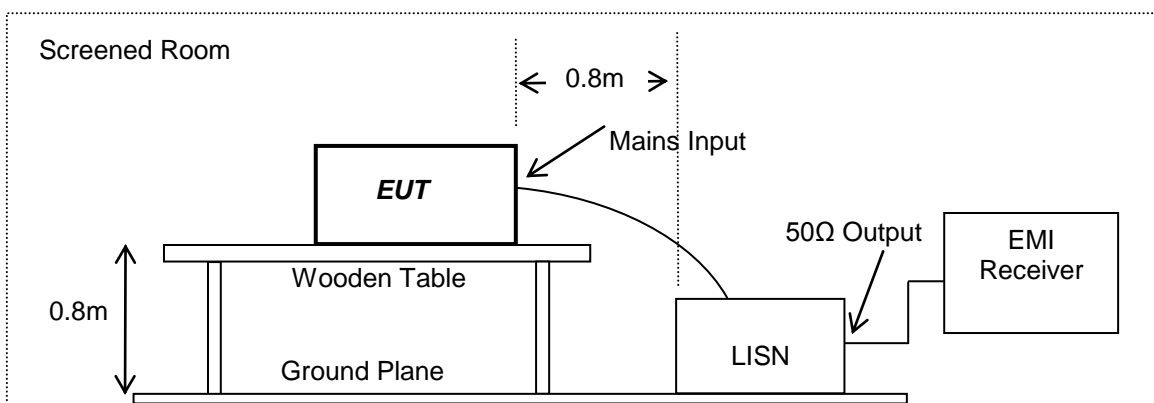 Screened Room
0.8m
Mains Input
EUT
50Ω Output
EMI
Receiver
Wooden Table
0.8m
LISN
Ground Plane